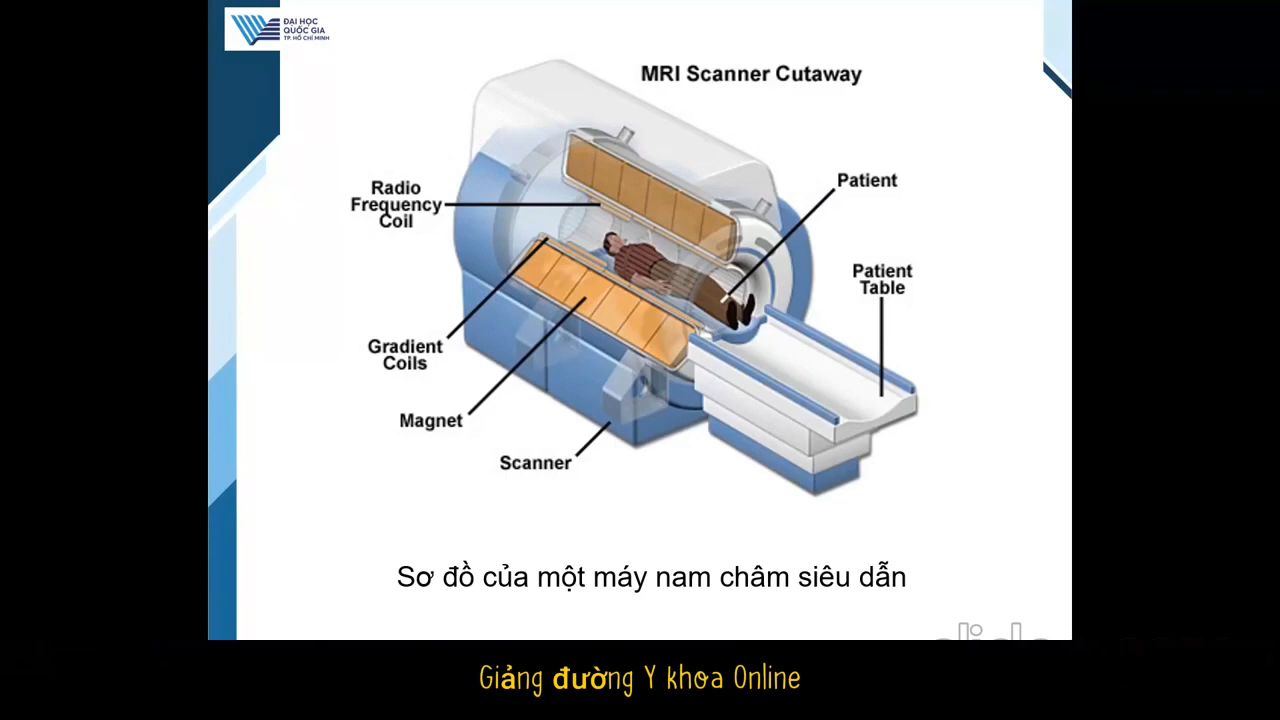 ĐẠI HỌC
QUỐC GIA
TP. HỒ CHÍ MINH
MRI Scanner Cutaway
Radio
Frequency
Coil
Patient
Patient
Table
Gradient
Coils
Magnet
Scanner
Sơ đồ của một máy nam châm siêu dẫn
Giảng đường Y khoa Online